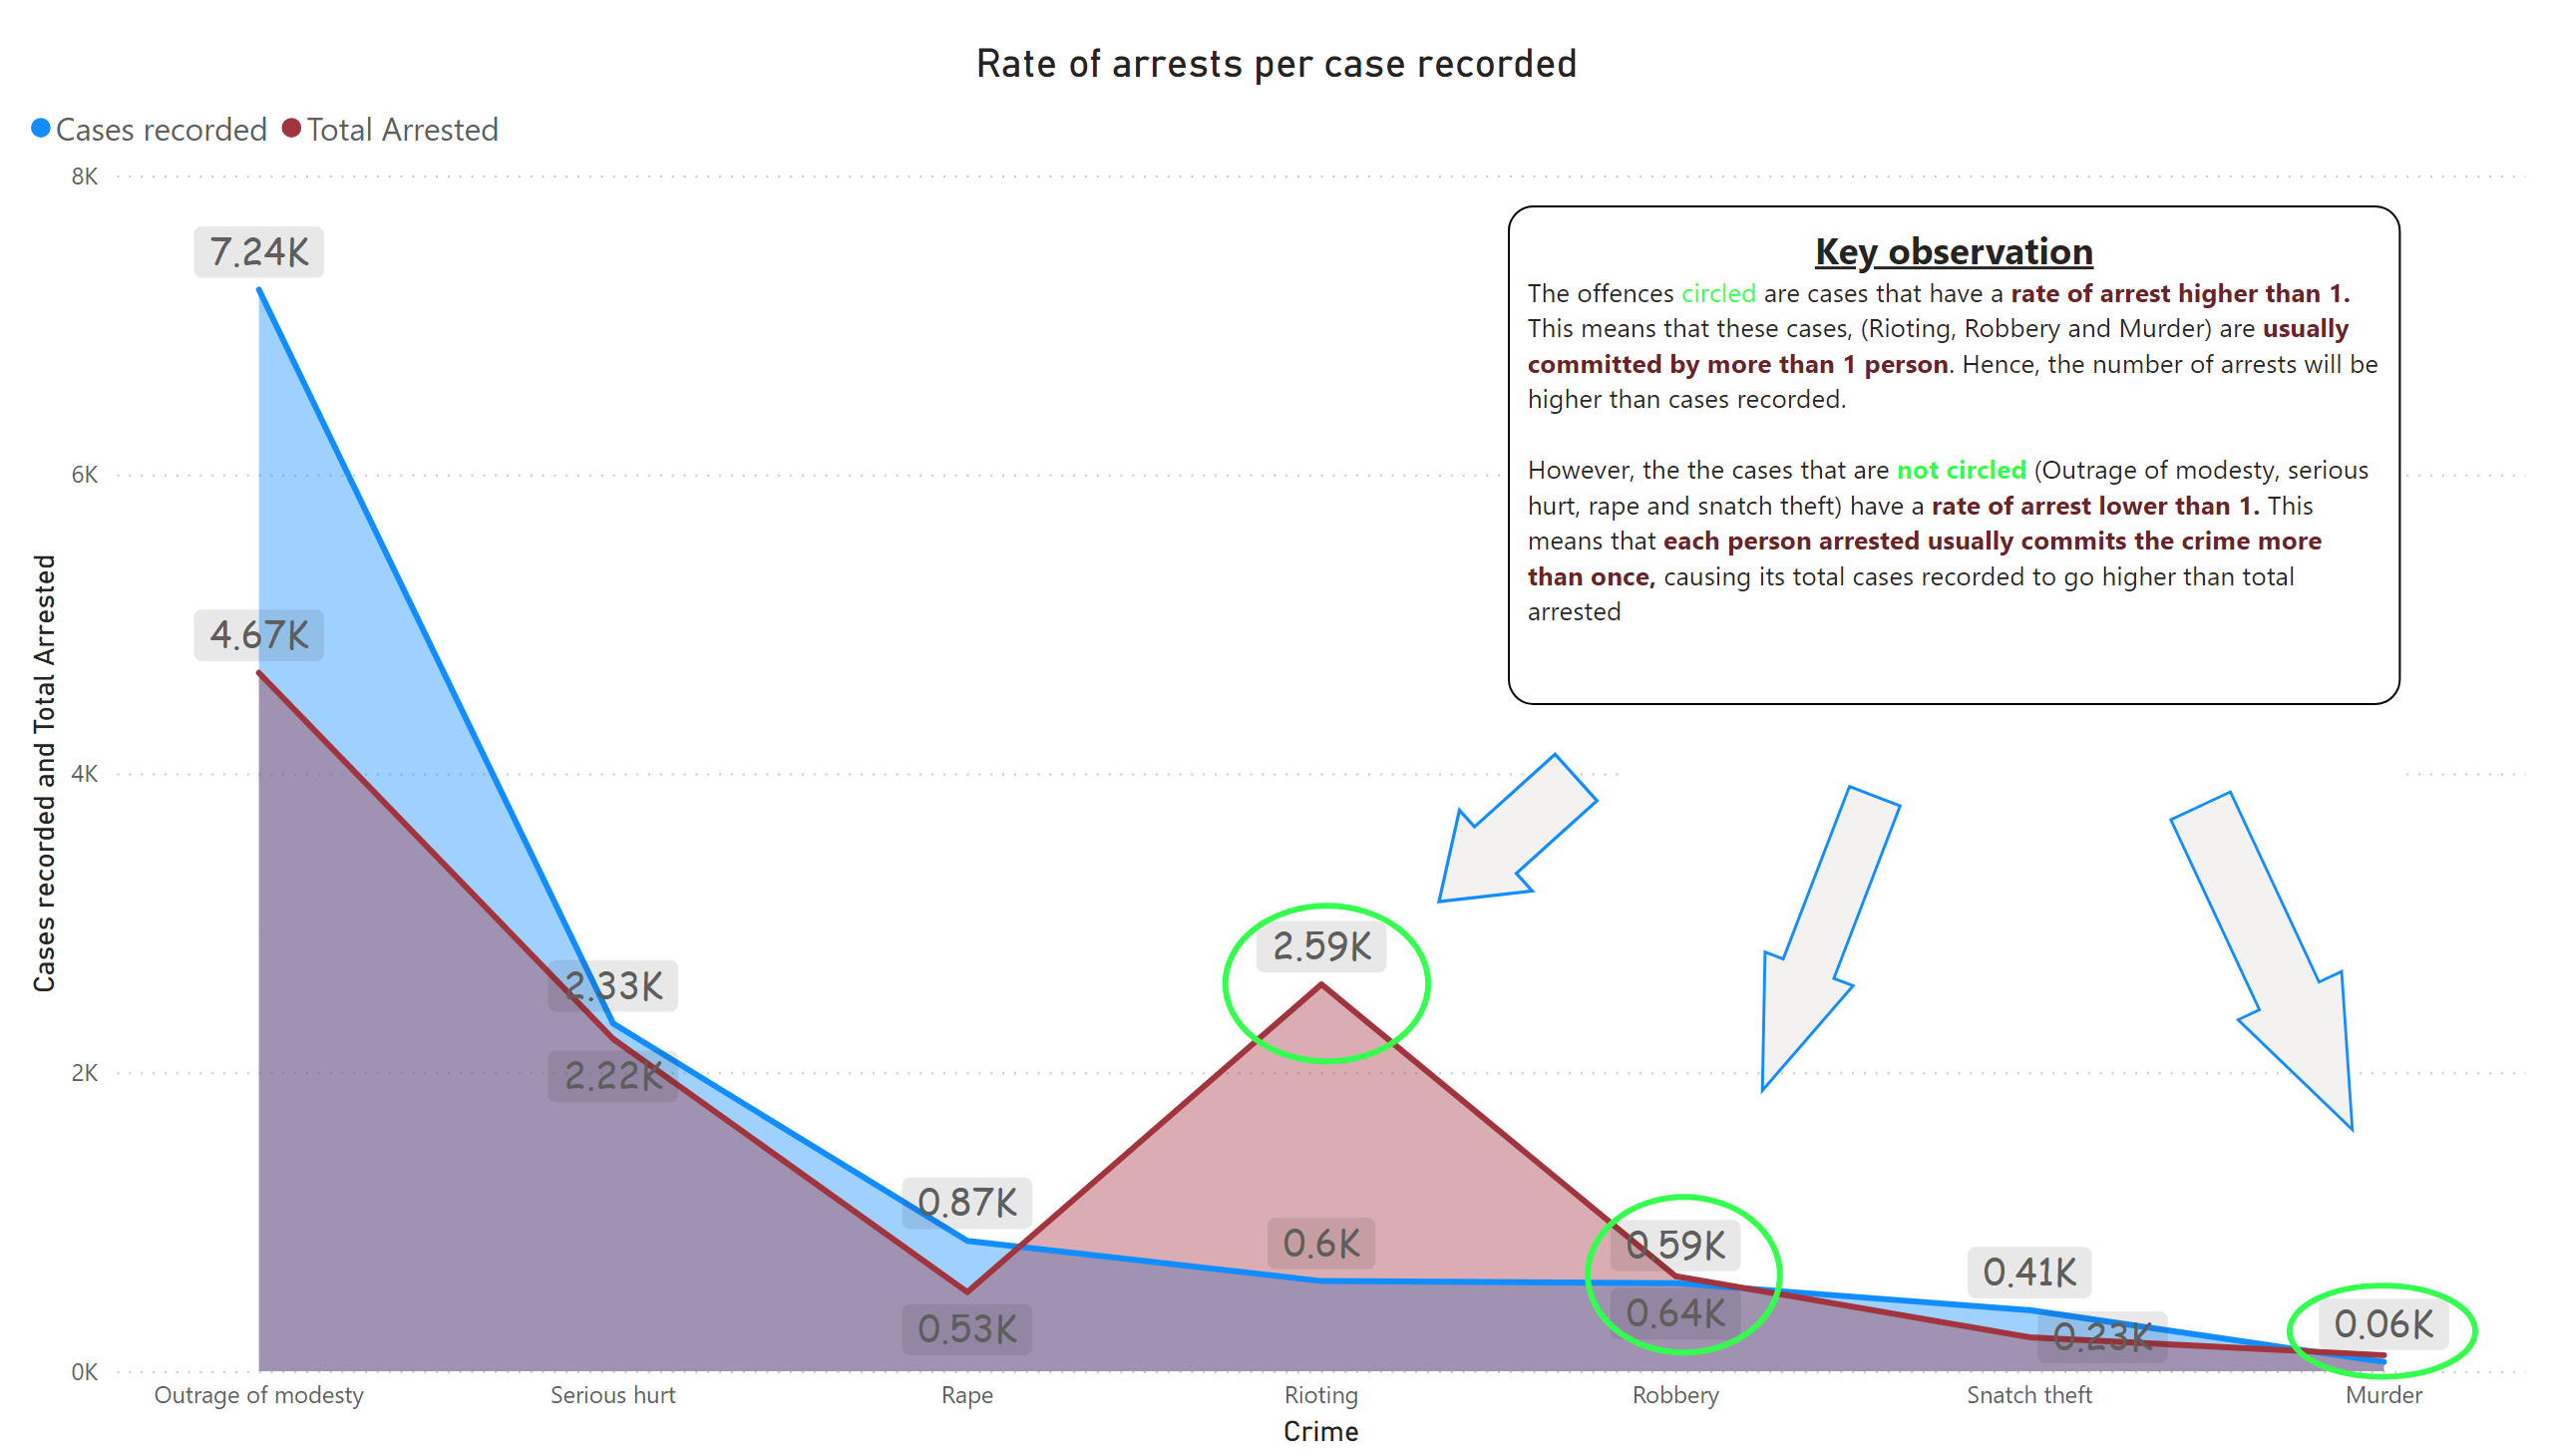 Rate of arrests per case recorded
Cases recorded Total Arrested
8K
6K
4K
2K
0K
Cases recorded and Total Arrested
7.24K
4.67K
2.33K
2.22K
0.87K
0.53K
2.59K
0.6K
0.59K
0.64K
0.41K
0.23K
0.06K
Key observation
The offences circled are cases that have a rate of arrest higher than 1.
This means that these cases, (Rioting, Robbery and Murder) are usually
committed by more than 1 person. Hence, the number of arrests will be
higher than cases recorded.
However, the the cases that are not circled (Outrage of modesty, serious
hurt, rape and snatch theft) have a rate of arrest lower than 1. This
means that each person arrested usually commits the crime more
than once, causing its total cases recorded to go higher than total
arrested
Outrage of modesty Serious hurt Rape Rioting Robbery Snatch theft Murder
Crime